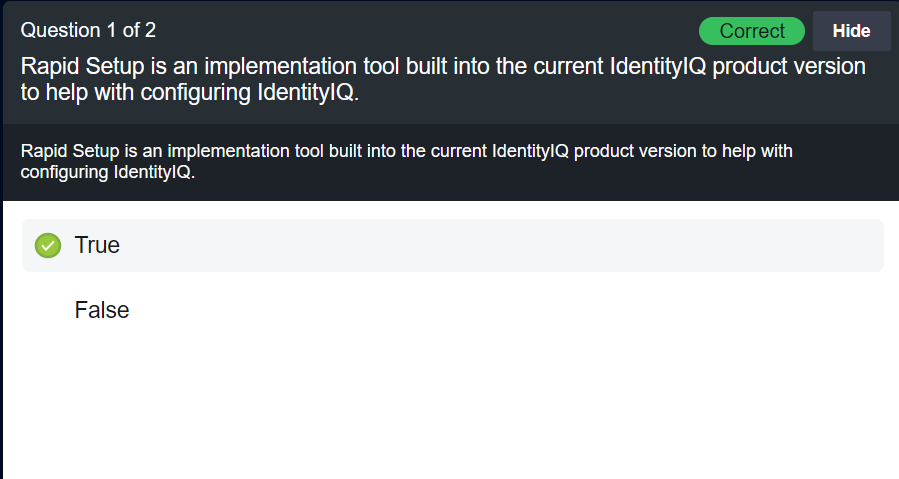 Question 1 of 2
Correct
Hide
Rapid Setup is an implementation tool built into the current IdentityIQ product version
to help with configuring IdentityIQ.
Rapid Setup is an implementation tool built into the current IdentityIQ product version to help with
configuring IdentityIQ.
True
False